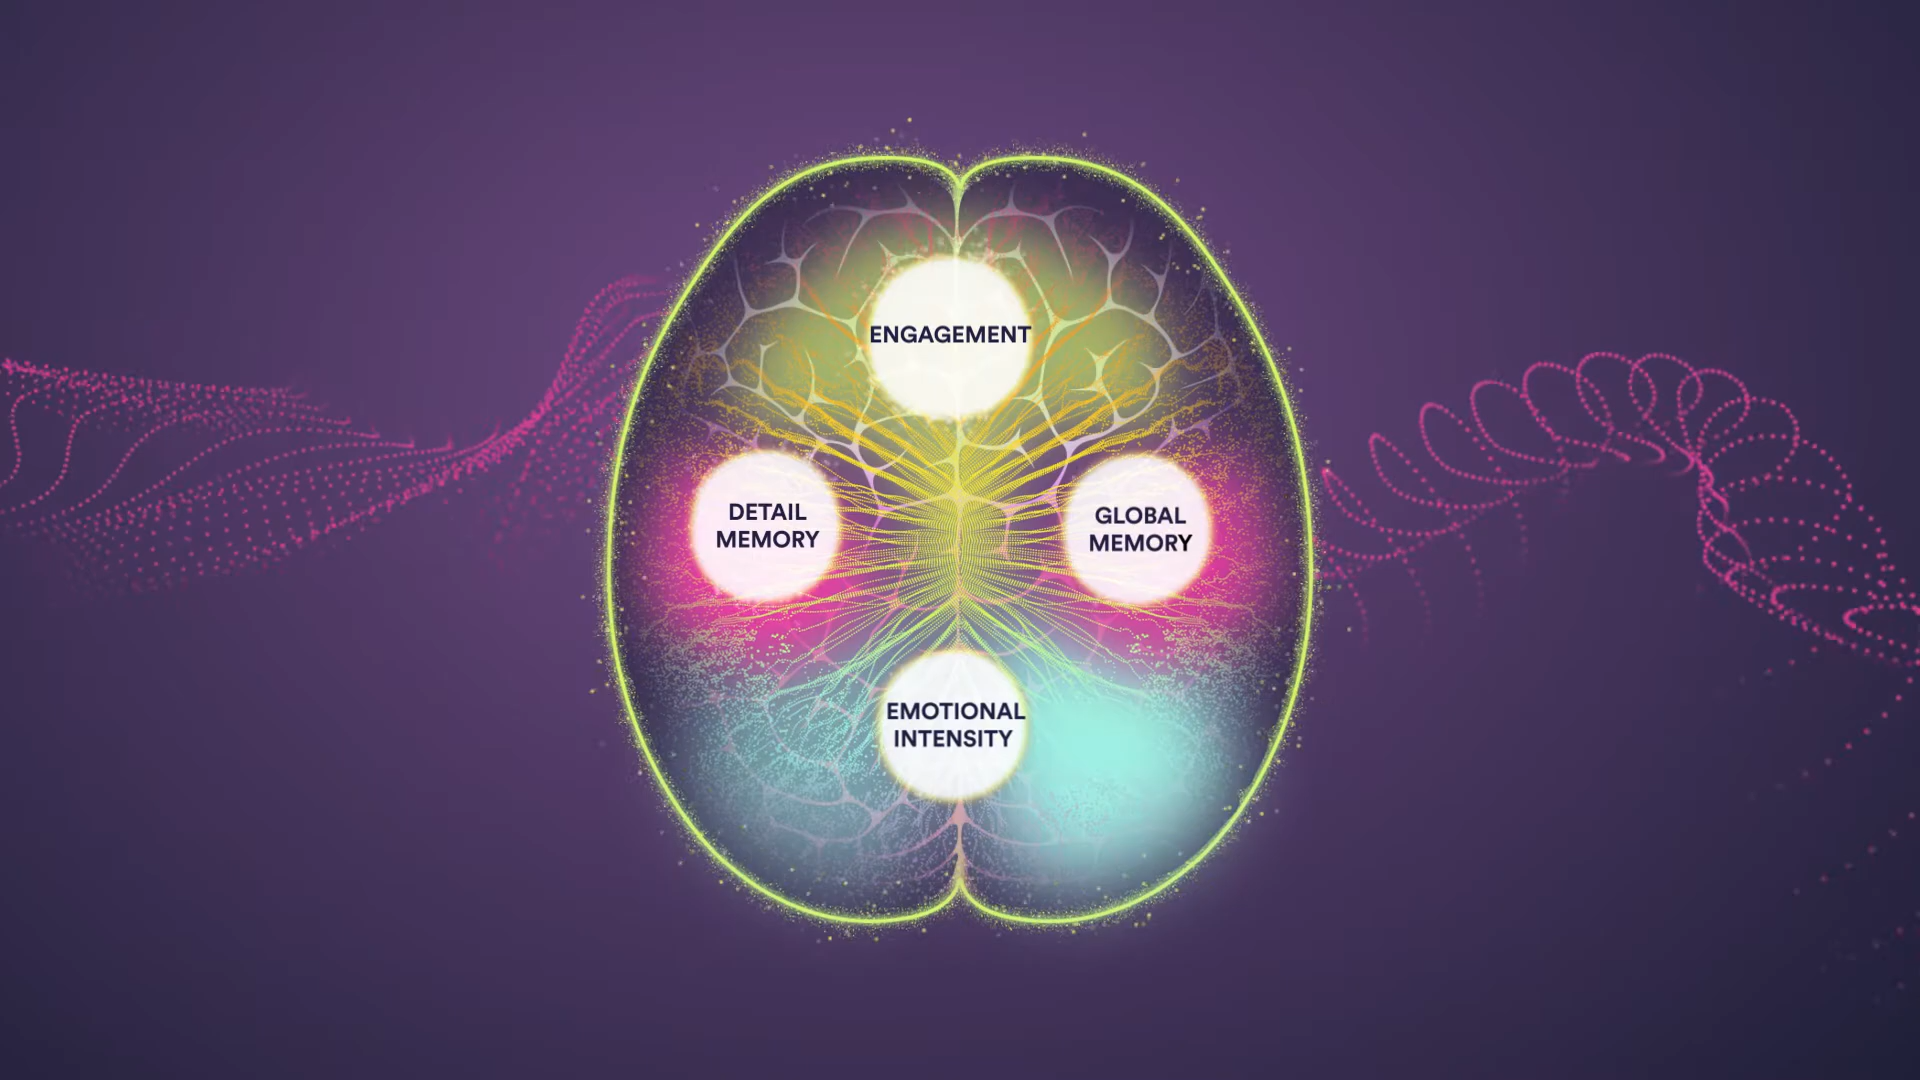 ENGAGEMENT
DETAIL
MEMORY
GLOBAL
MEMORY
EMOTIONAL
INTENSITY